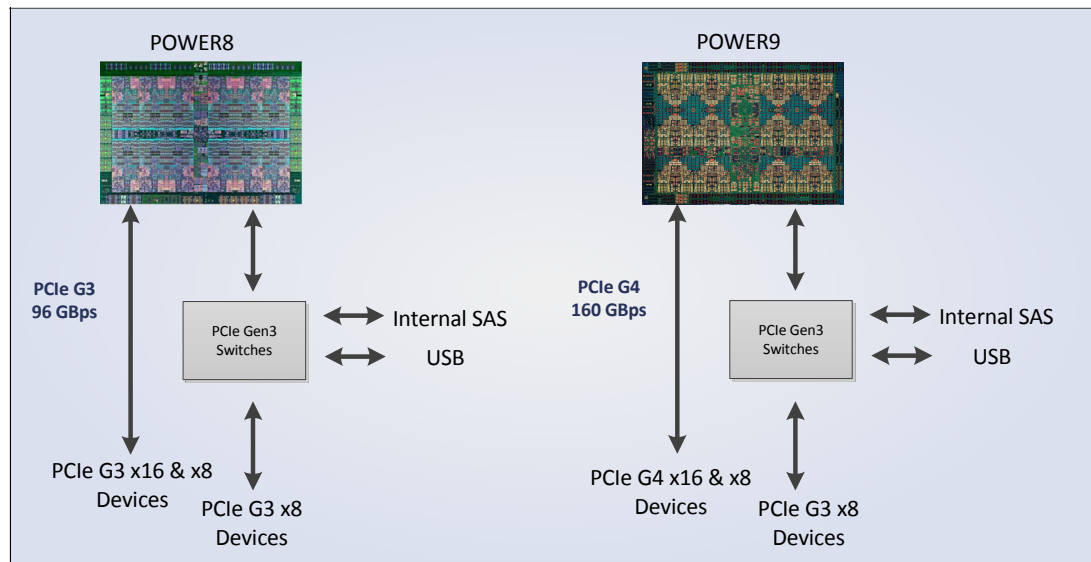 POWER8
PCIe G3
96 GBps
PCIe Gen3
Switches
Internal SAS
USB
PCIe G3 x16 & x8
Devices
PCIe G3 x8
Devices
POWER9
PCIe G4
160 GBps
PCIe Gen3
Switches
Internal SAS
USB
PCIe G4 x16 & x8
Devices
PCIe G3 x8
Devices